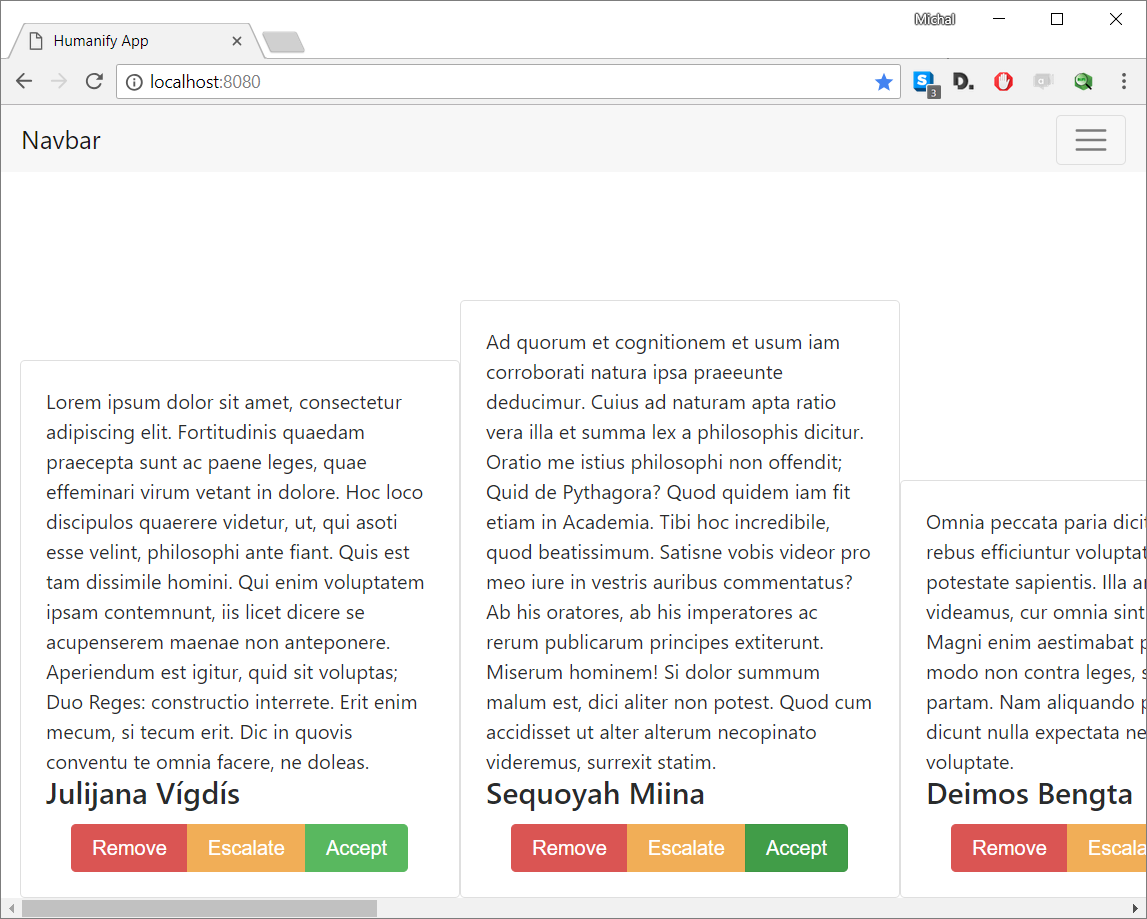 Michal
Humanify App
localhost:8080
S
3
D.
Navbar
Lorem ipsum dolor sit amet, consectetur
adipiscing elit. Fortitudinis quaedam
praecepta sunt ac paene leges, quae
effeminari virum vetant in dolore. Hoc loco
discipulos quaerere videtur, ut, qui asoti
esse velint, philosophi ante fiant. Quis est
tam dissimile homini. Qui enim voluptatem
ipsam contemnunt, iis licet dicere se
acupenserem maenae non anteponere.
Aperiendum est igitur, quid sit voluptas;
Duo Reges: constructio interrete. Erit enim
mecum, si tecum erit. Dic in quovis
conventu te omnia facere, ne doleas.
Julijana Vígdís
Remove Escalate Accept
Ad quorum et cognitionem et usum iam
corroborati natura ipsa praeeunte
deducimur. Cuius ad naturam apta ratio
vera illa et summa lex a philosophis dicitur.
Oratio me istius philosophi non offendit;
Quid de Pythagora? Quod quidem iam fit
etiam in Academia. Tibi hoc incredibile,
quod beatissimum. Satisne vobis videor pro
meo iure in vestris auribus commentatus?
Ab his oratores, ab his imperatores ac
rerum publicarum principes extiterunt.
Miserum hominem! Si dolor summum
malum est, dici aliter non potest. Quod cum
accidisset ut alter alterum necopinato
videremus, surrexit statim.
Sequoyah Miina
Remove Escalate Accept
Omnia peccata paria dici
rebus efficiuntur volupta
potestate sapientis. Illa a
videamus, cur omnia sint
Magni enim aestimabat p
modo non contra leges, s
partam. Nam aliquando p
dicunt nulla expectata ne
voluptate.
Deimos Bengta
Remove Escala